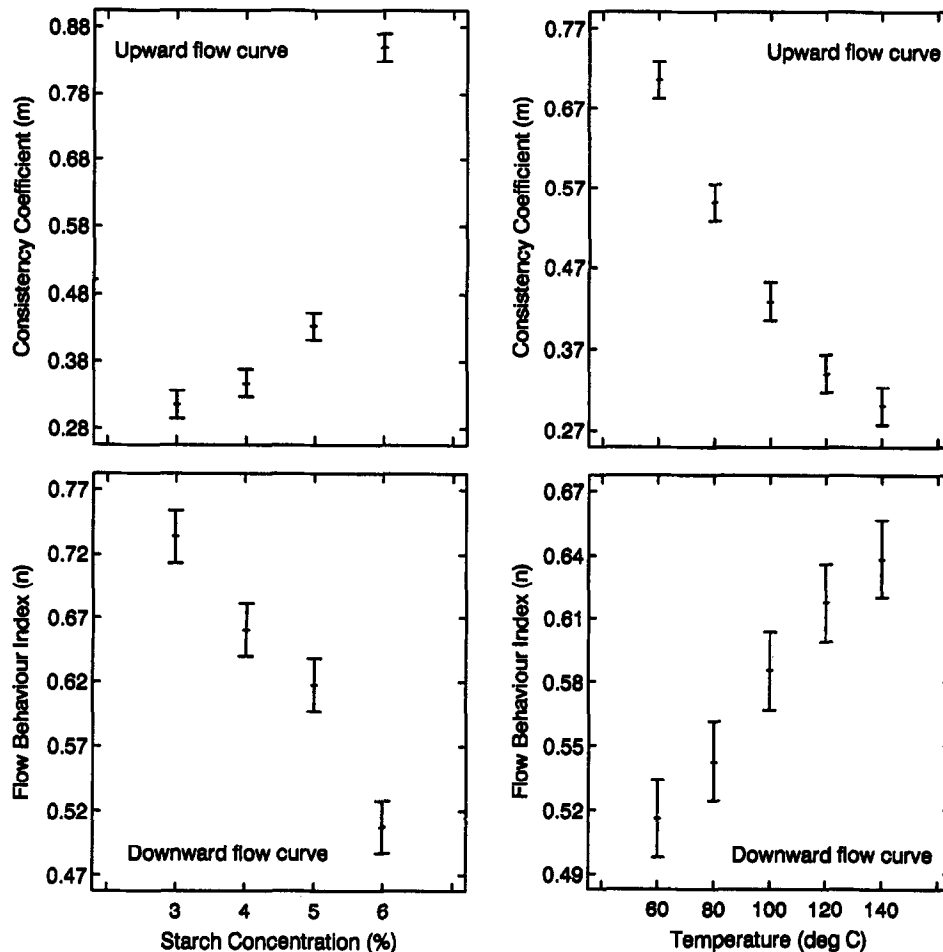 Upward flow curve
Consistency Coefficient (m)
0.88
0.78
0.68
0.58
0.48
0.38
0.28
Upward flow curve
Consistency Coefficient (m)
0.77
0.67
0.57
0.47
0.37
0.27
Flow Behaviour Index (n)
0.77
0.72
0.67
0.62
0.57
0.52
0.47
Downward flow curve
3 4 5 6
Starch Concentration (%)
Flow Behaviour Index (n)
0.67
0.64
0.61
0.58
0.55
0.52
0.49
Downward flow curve
60 80 100 120 140
Temperature (deg C)